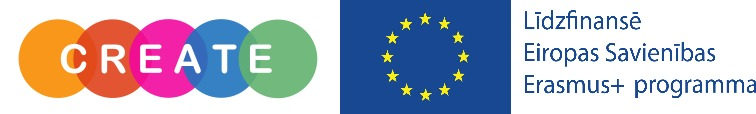 CREATE
Līdzfinansē
Eiropas Savienības
Erasmus+ programma